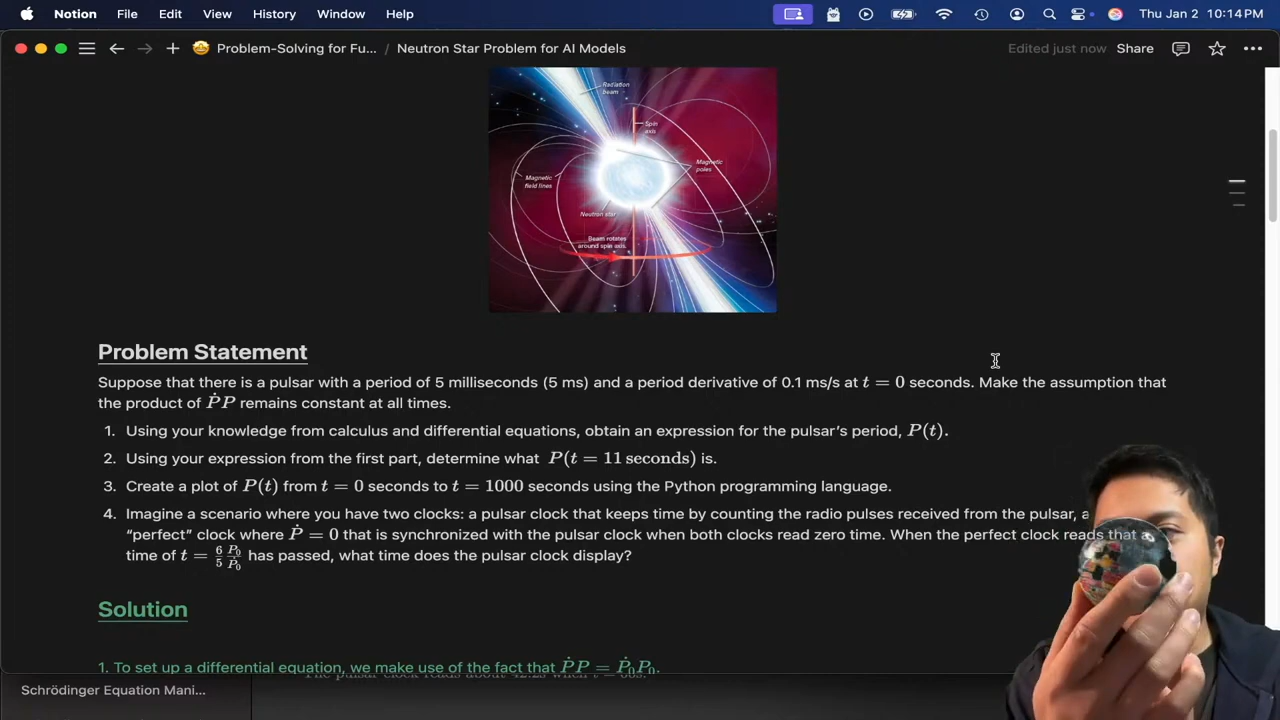 Notion File Edit View History Window Help Thu Jan 2 10:14 PM
🤩 Problem-Solving for Fu... / Neutron Star Problem for AI Models Edited just now Share
Radiation
beam
Spin
axis
Magnetic
poles
Magnetic
field lines
Neutron star
Beam rotates
around spin axis.
Problem Statement
Suppose that there is a pulsar with a period of 5 milliseconds (5 ms) and a period derivative of 0.1 ms/s at t = 0 seconds. Make the assumption that
the product of ṖP remains constant at all times.
1. Using your knowledge from calculus and differential equations, obtain an expression for the pulsar's period, P(t).
2. Using your expression from the first part, determine what P(t = 11 seconds) is.
3. Create a plot of P(t) from t = 0 seconds to t = 1000 seconds using the Python programming language.
4. Imagine a scenario where you have two clocks: a pulsar clock that keeps time by counting the radio pulses received from the pulsar, a
"perfect" clock where Ṗ = 0 that is synchronized with the pulsar clock when both clocks read zero time. When the perfect clock reads that a
time of t = 6/5 P₀/Ṗ₀ has passed, what time does the pulsar clock display?
Solution
1. To set up a differential equation, we make use of the fact that ṖP = Ṗ₀P₀.
Schrödinger Equation Mani...